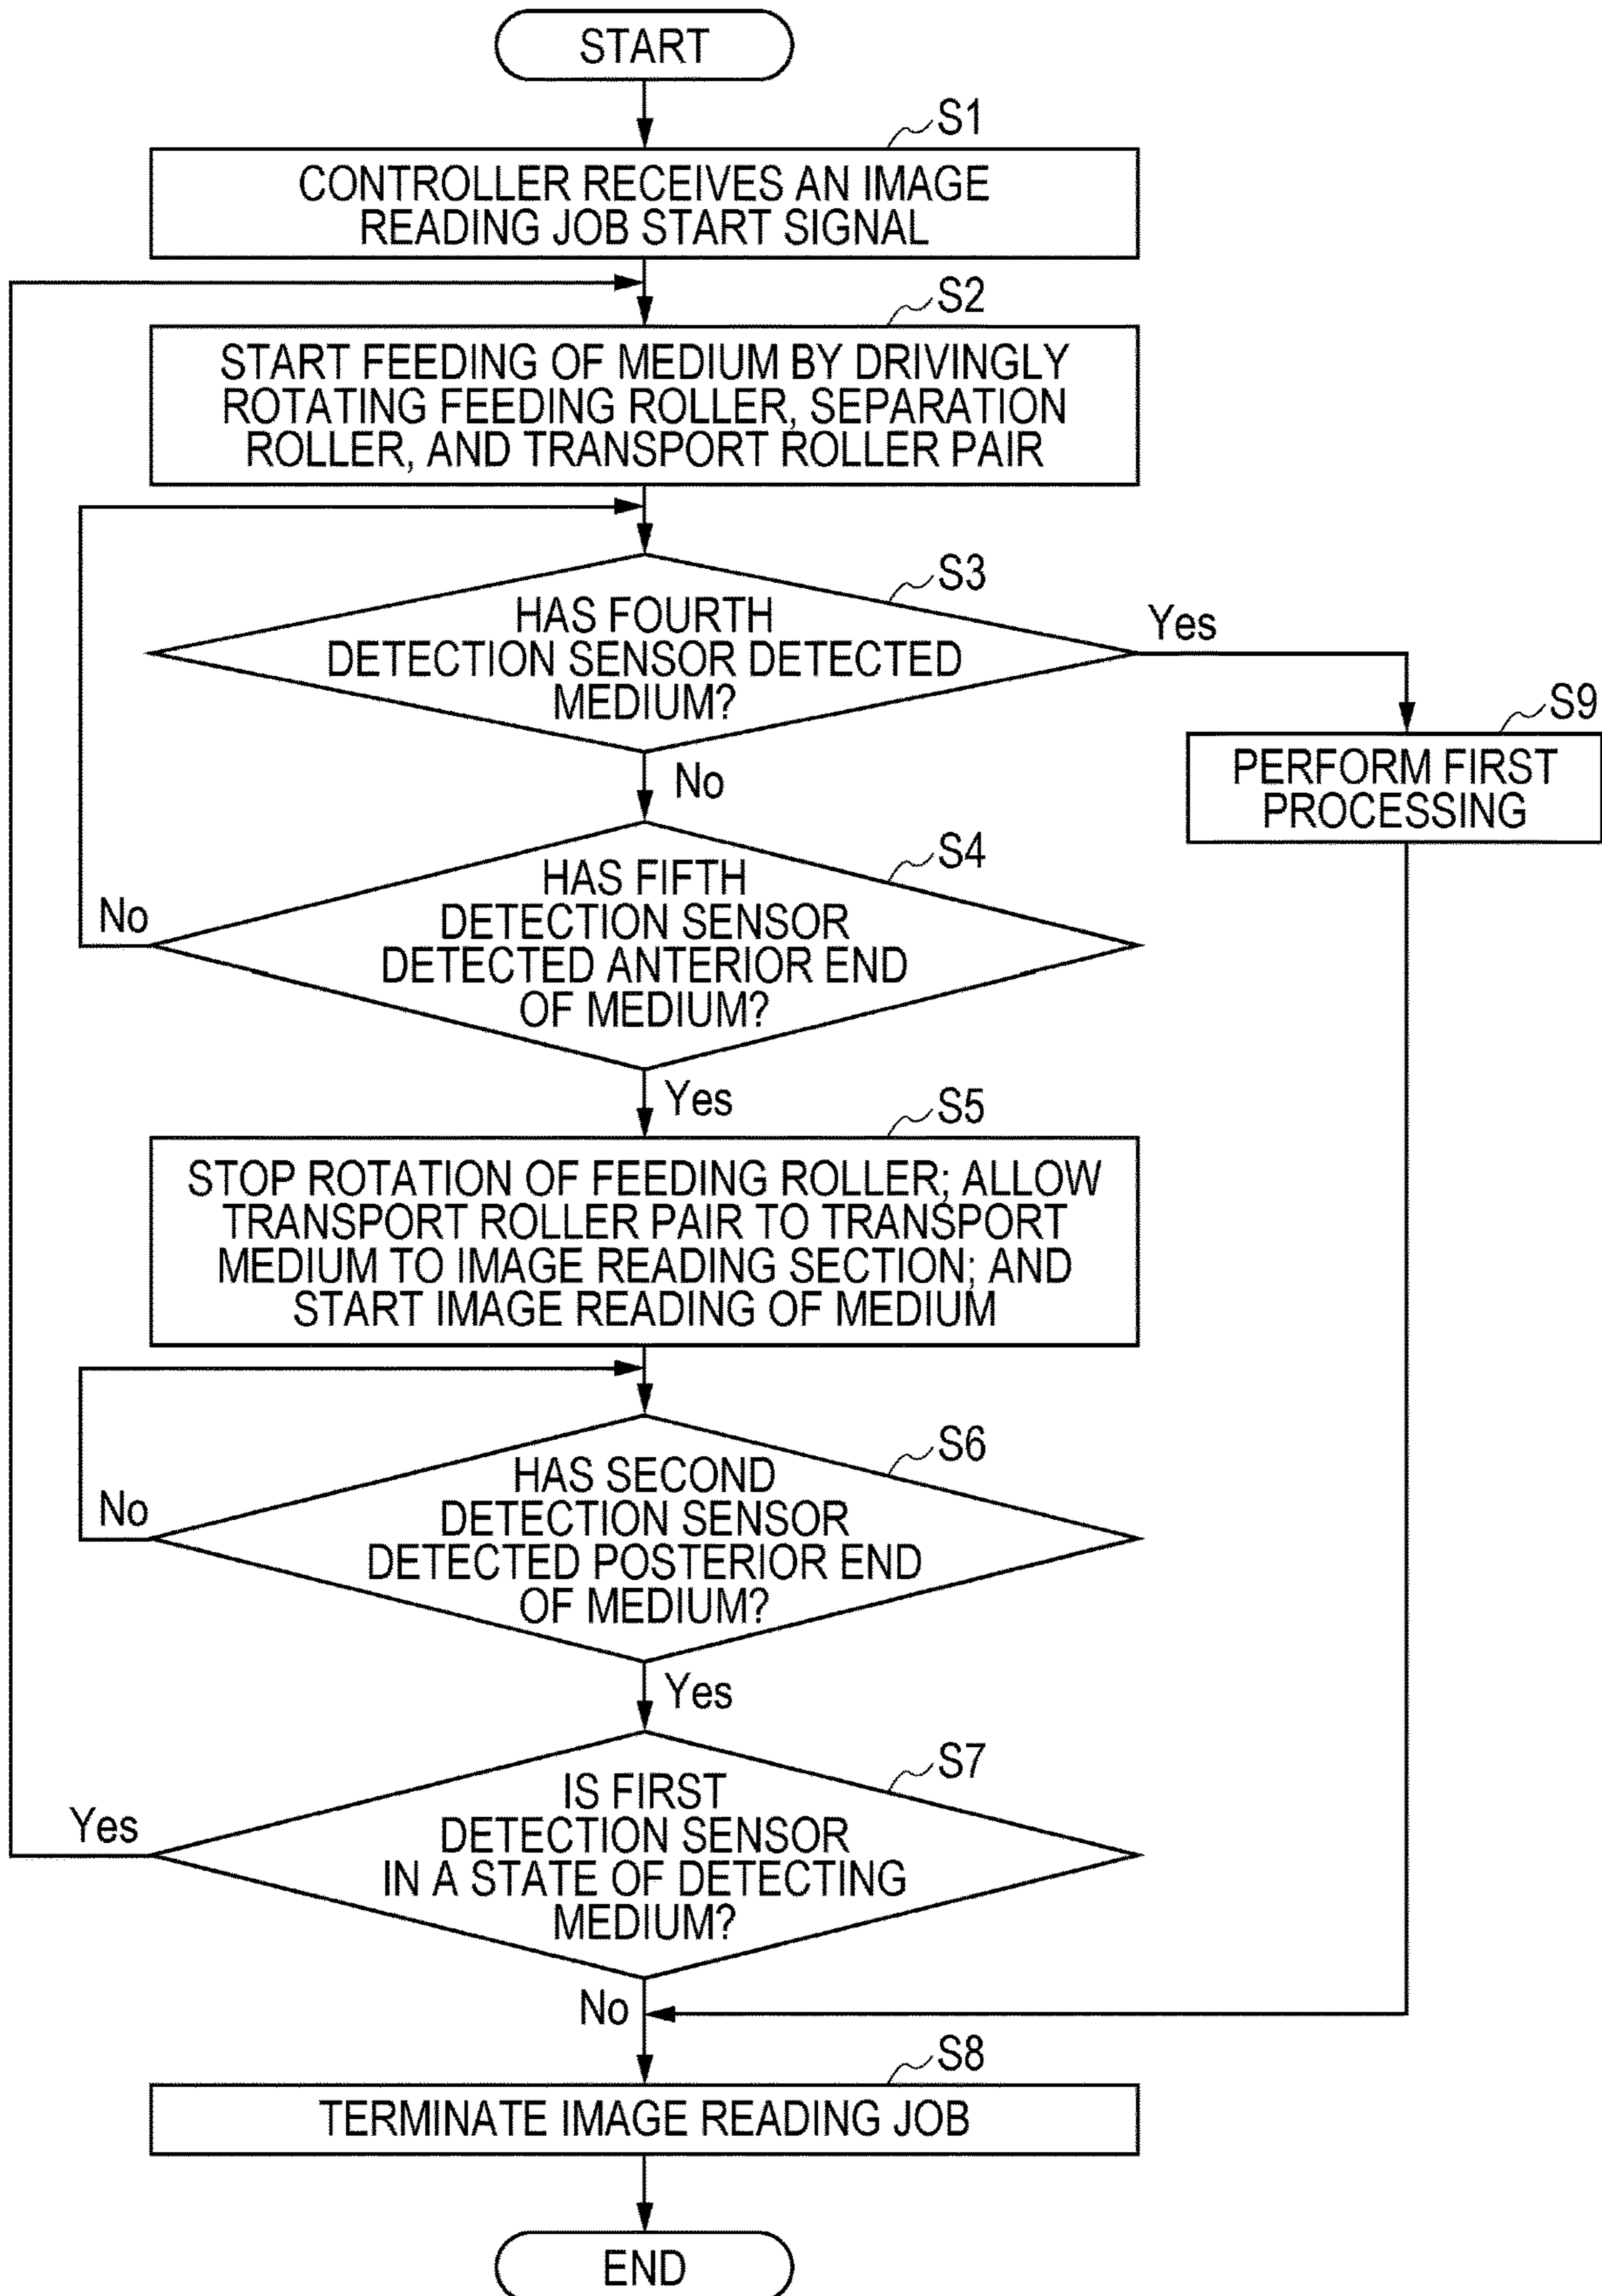 START
S1
CONTROLLER RECEIVES AN IMAGE
READING JOB START SIGNAL
S2
START FEEDING OF MEDIUM BY DRIVINGLY
ROTATING FEEDING ROLLER, SEPARATION
ROLLER, AND TRANSPORT ROLLER PAIR
S3
HAS FOURTH
DETECTION SENSOR DETECTED
MEDIUM?
Yes
S9
PERFORM FIRST
PROCESSING
No
S4
HAS FIFTH
DETECTION SENSOR
DETECTED ANTERIOR END
OF MEDIUM?
No
Yes
S5
STOP ROTATION OF FEEDING ROLLER; ALLOW
TRANSPORT ROLLER PAIR TO TRANSPORT
MEDIUM TO IMAGE READING SECTION; AND
START IMAGE READING OF MEDIUM
S6
HAS SECOND
DETECTION SENSOR
DETECTED POSTERIOR END
OF MEDIUM?
No
Yes
S7
IS FIRST
DETECTION SENSOR
IN A STATE OF DETECTING
MEDIUM?
Yes
No
S8
TERMINATE IMAGE READING JOB
END